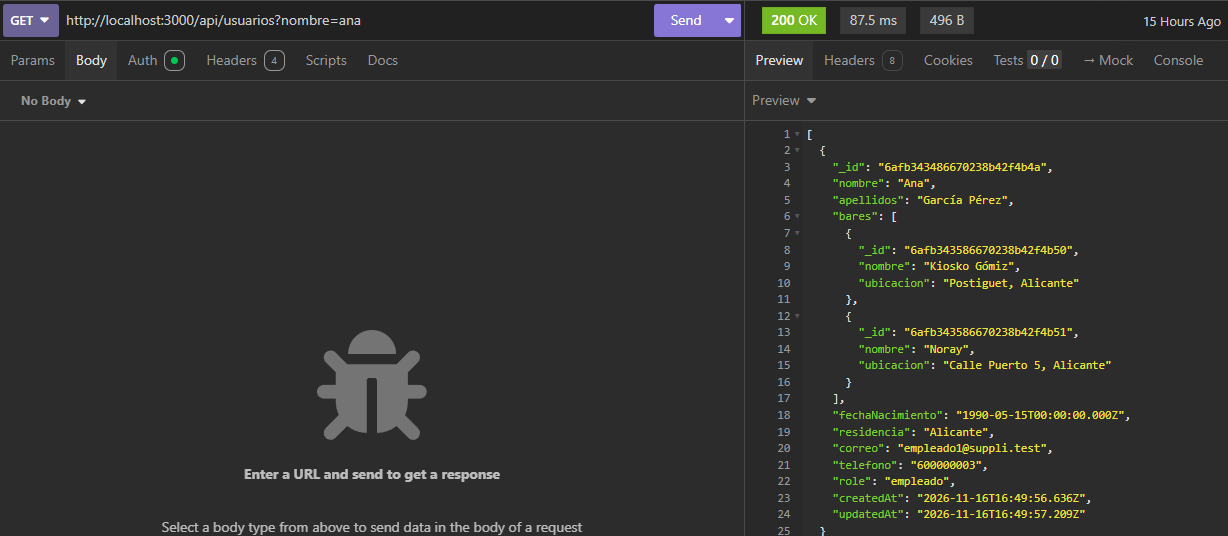 GET http://localhost:3000/api/usuarios?nombre=ana Send
Params Body Auth Headers 4 Scripts Docs
No Body
Enter a URL and send to get a response
Select a body type from above to send data in the body of a request
200 OK 87.5 ms 496 B 15 Hours Ago
Preview Headers 8 Cookies Tests 0 / 0 → Mock Console
Preview
1 [
2 {
3 "_id": "6afb343486670238b42f4b4a",
4 "nombre": "Ana",
5 "apellidos": "García Pérez",
6 "bares": [
7 {
8 "_id": "6afb343586670238b42f4b50",
9 "nombre": "Kiosko Gómiz",
10 "ubicacion": "Postiguet, Alicante"
11 },
12 {
13 "_id": "6afb343586670238b42f4b51",
14 "nombre": "Noray",
15 "ubicacion": "Calle Puerto 5, Alicante"
16 }
17 ],
18 "fechaNacimiento": "1990-05-15T00:00:00.000Z",
19 "residencia": "Alicante",
20 "correo": "empleado1@suppli.test",
21 "telefono": "600000003",
22 "role": "empleado",
23 "createdAt": "2026-11-16T16:49:56.636Z",
24 "updatedAt": "2026-11-16T16:49:57.209Z"
25 }